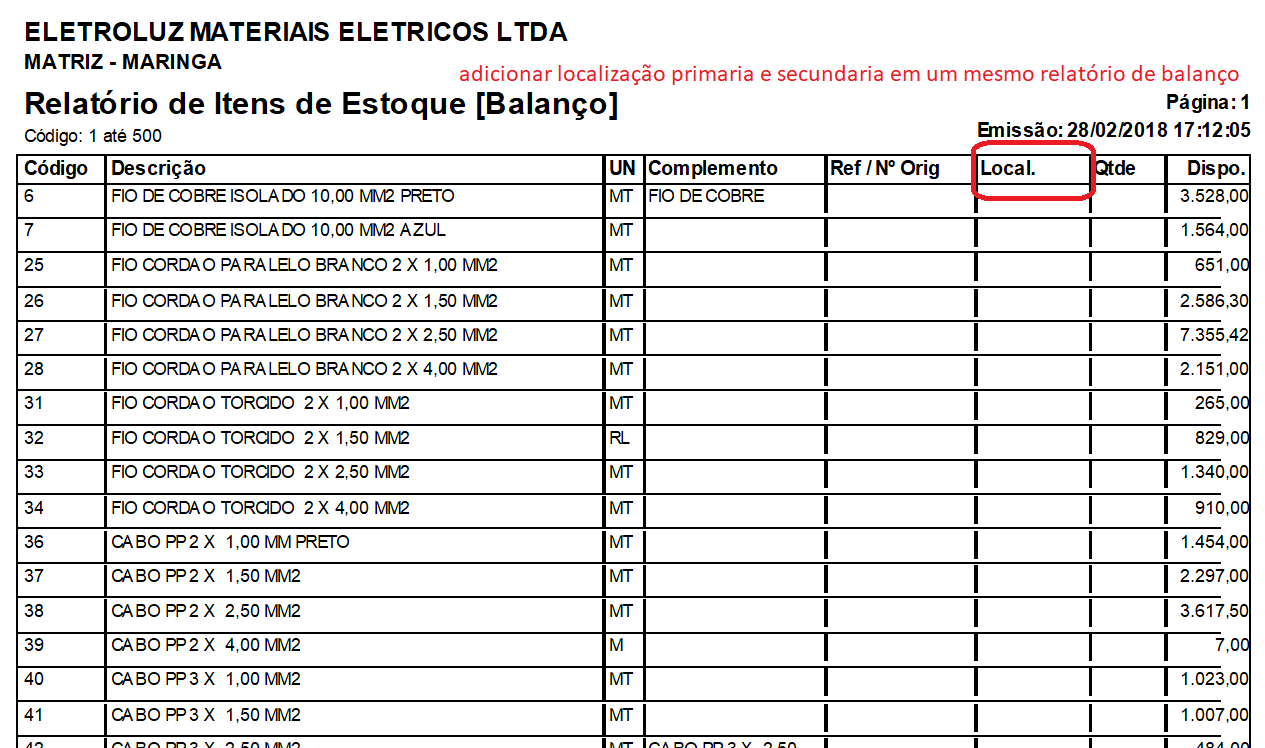 ELETROLUZ MATERIAIS ELETRICOS LTDA
MATRIZ - MARINGA
adicionar localização primaria e secundaria em um mesmo relatório de balanço
Relatório de Itens de Estoque [Balanço]
Página: 1
Código: 1 até 500
Emissão: 28/02/2018 17:12:05
Código Descrição UN Complemento Ref / Nº Orig Local. Qtde Dispo.
6 FIO DE COBRE ISOLADO 10,00 MM2 PRETO MT FIO DE COBRE 3.528,00
7 FIO DE COBRE ISOLADO 10,00 MM2 AZUL MT 1.564,00
25 FIO CORDAO PARALELO BRANCO 2 X 1,00 MM2 MT 651,00
26 FIO CORDAO PARALELO BRANCO 2 X 1,50 MM2 MT 2.586,30
27 FIO CORDAO PARALELO BRANCO 2 X 2,50 MM2 MT 7.355,42
28 FIO CORDAO PARALELO BRANCO 2 X 4,00 MM2 MT 2.151,00
31 FIO CORDAO TORCIDO 2 X 1,00 MM2 MT 265,00
32 FIO CORDAO TORCIDO 2 X 1,50 MM2 RL 829,00
33 FIO CORDAO TORCIDO 2 X 2,50 MM2 MT 1.340,00
34 FIO CORDAO TORCIDO 2 X 4,00 MM2 MT 910,00
36 CABO PP 2 X 1,00 MM PRETO MT 1.454,00
37 CABO PP 2 X 1,50 MM2 MT 2.297,00
38 CABO PP 2 X 2,50 MM2 MT 3.617,50
39 CABO PP 2 X 4,00 MM2 M 7,00
40 CABO PP 3 X 1,00 MM2 MT 1.023,00
41 CABO PP 3 X 1,50 MM2 MT 1.007,00
42 CABO PP 3 X 2,50 MM2 MT CABO PP 3 X 2,50 484,00